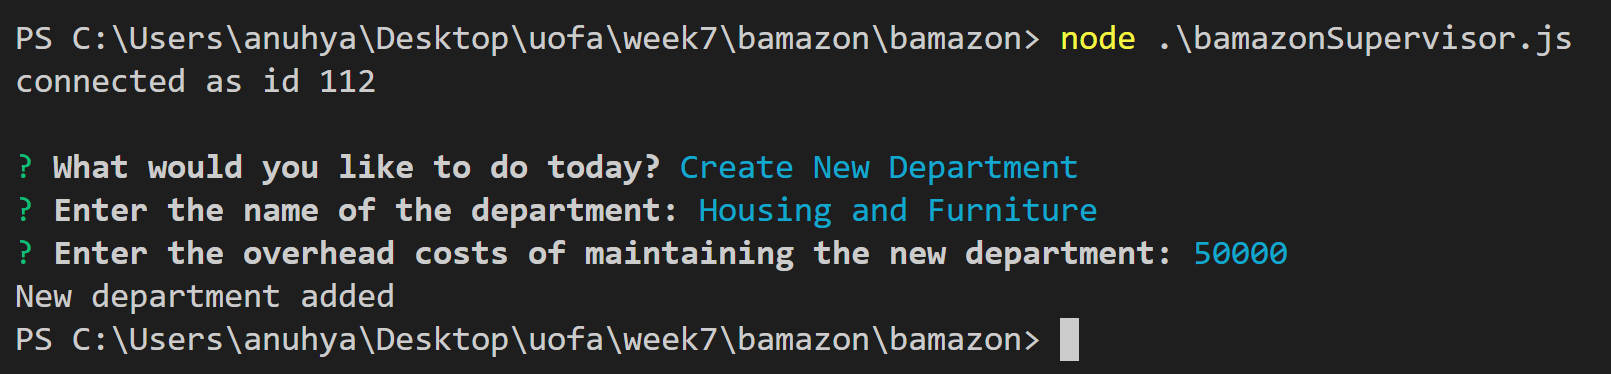 PS C:\Users\anuhya\Desktop\uofa\week7\bamazon\bamazon> node .\bamazonSupervisor.js
connected as id 112
? What would you like to do today? Create New Department
? Enter the name of the department: Housing and Furniture
? Enter the overhead costs of maintaining the new department: 50000
New department added
PS C:\Users\anuhya\Desktop\uofa\week7\bamazon\bamazon>